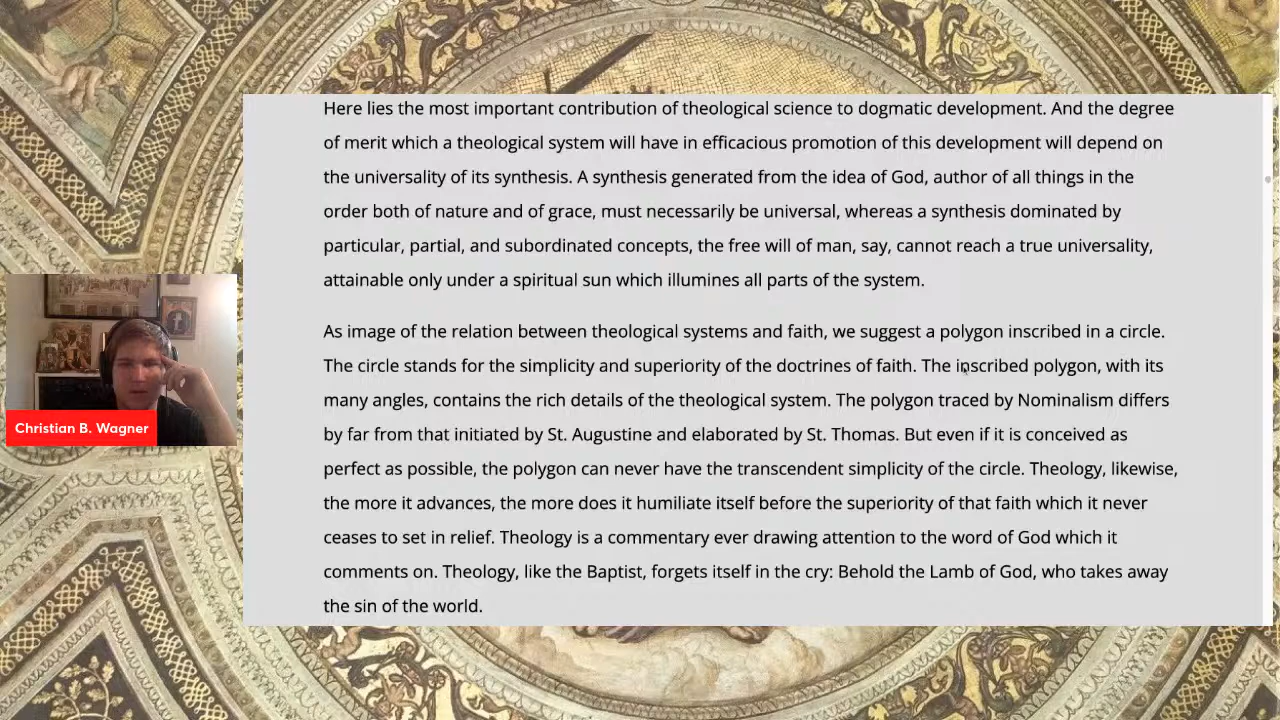 Here lies the most important contribution of theological science to dogmatic development. And the degree
of merit which a theological system will have in efficacious promotion of this development will depend on
the universality of its synthesis. A synthesis generated from the idea of God, author of all things in the
order both of nature and of grace, must necessarily be universal, whereas a synthesis dominated by
particular, partial, and subordinated concepts, the free will of man, say, cannot reach a true universality,
attainable only under a spiritual sun which illumines all parts of the system.
As image of the relation between theological systems and faith, we suggest a polygon inscribed in a circle.
The circle stands for the simplicity and superiority of the doctrines of faith. The inscribed polygon, with its
many angles, contains the rich details of the theological system. The polygon traced by Nominalism differs
by far from that initiated by St. Augustine and elaborated by St. Thomas. But even if it is conceived as
perfect as possible, the polygon can never have the transcendent simplicity of the circle. Theology, likewise,
the more it advances, the more does it humiliate itself before the superiority of that faith which it never
ceases to set in relief. Theology is a commentary ever drawing attention to the word of God which it
comments on. Theology, like the Baptist, forgets itself in the cry: Behold the Lamb of God, who takes away
the sin of the world.
Christian B. Wagner